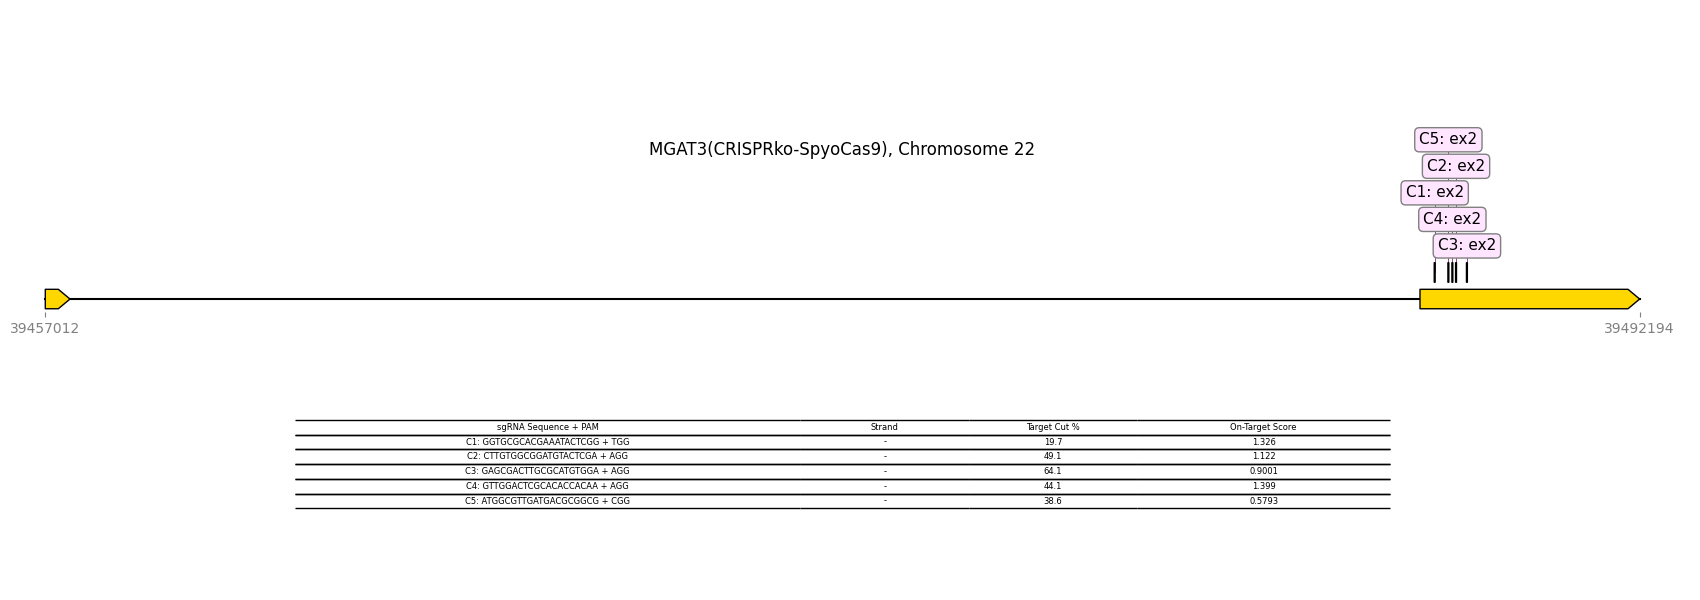 MGAT3(CRISPRko-SpyoCas9), Chromosome 22
C5: ex2
C2: ex2
C1: ex2
C4: ex2
C3: ex2
39457012 39492194
sgRNA Sequence + PAM Strand Target Cut % On-Target Score
C1: GGTGCGCACGAAATACTCGG + TGG - 19.7 1.326
C2: CTTGTGGCGGATGTACTCGA + AGG - 49.1 1.122
C3: GAGCGACTTGCGCATGTGGA + AGG - 64.1 0.9001
C4: GTTGGACTCGCACACCACAA + AGG - 44.1 1.399
C5: ATGGCGTTGATGACGCGGCG + CGG - 38.6 0.5793